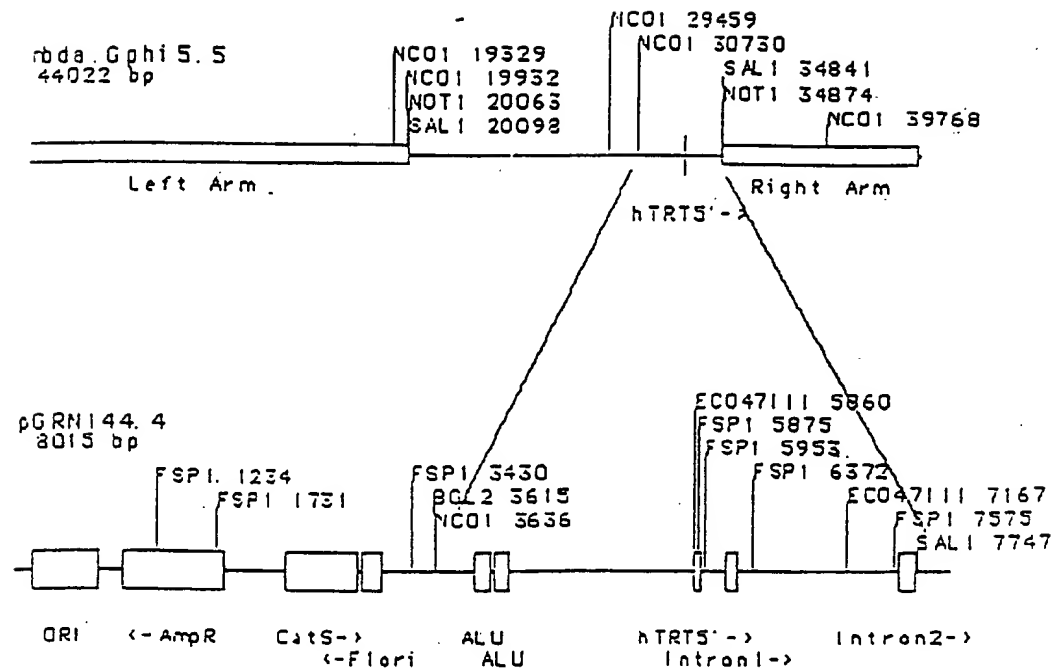 NCO1 29459
NCO1 30730
mbda.Gphi5.5
44022 bp
NCO1 19329
NCO1 19932
NOT1 20063
SAL1 20098
SAL1 34841
NOT1 34874
NCO1 39768
Left Arm
Right Arm
hTRT5'->
pGRN144.4
8015 bp
ECO47III 5860
FSP1 5875
FSP1 5953
FSP1 6372
FSP1 1234
FSP1 1731
FSP1 3430
BCL2 3615
NCO1 3636
ECO47III 7167
FSP1 7575
SAL1 7747
ORI
<-AmpR
CatS->
<-F1ori
ALU
ALU
hTRT5'->
Intron1->
Intron2->